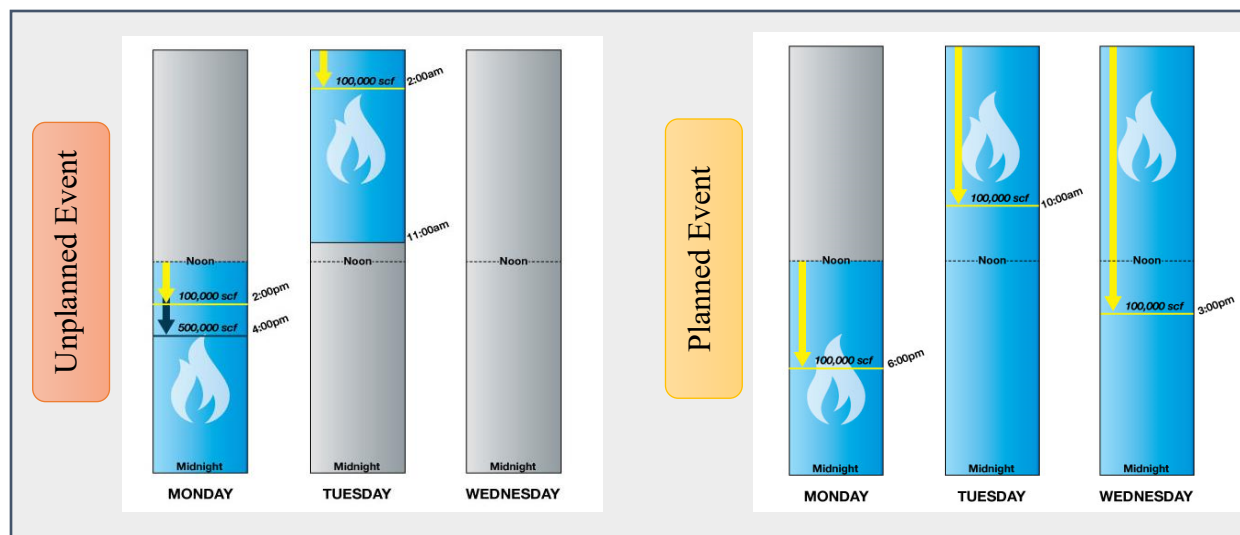 Unplanned Event
100,000 scf
2:00am
11:00am
Noon
Noon
Noon
100,000 scf
2:00pm
500,000 scf
4:00pm
Midnight
Midnight
Midnight
MONDAY
TUESDAY
WEDNESDAY
Planned Event
100,000 scf
10:00am
Noon
Noon
Noon
100,000 scf
3:00pm
100,000 scf
6:00pm
Midnight
Midnight
Midnight
MONDAY
TUESDAY
WEDNESDAY